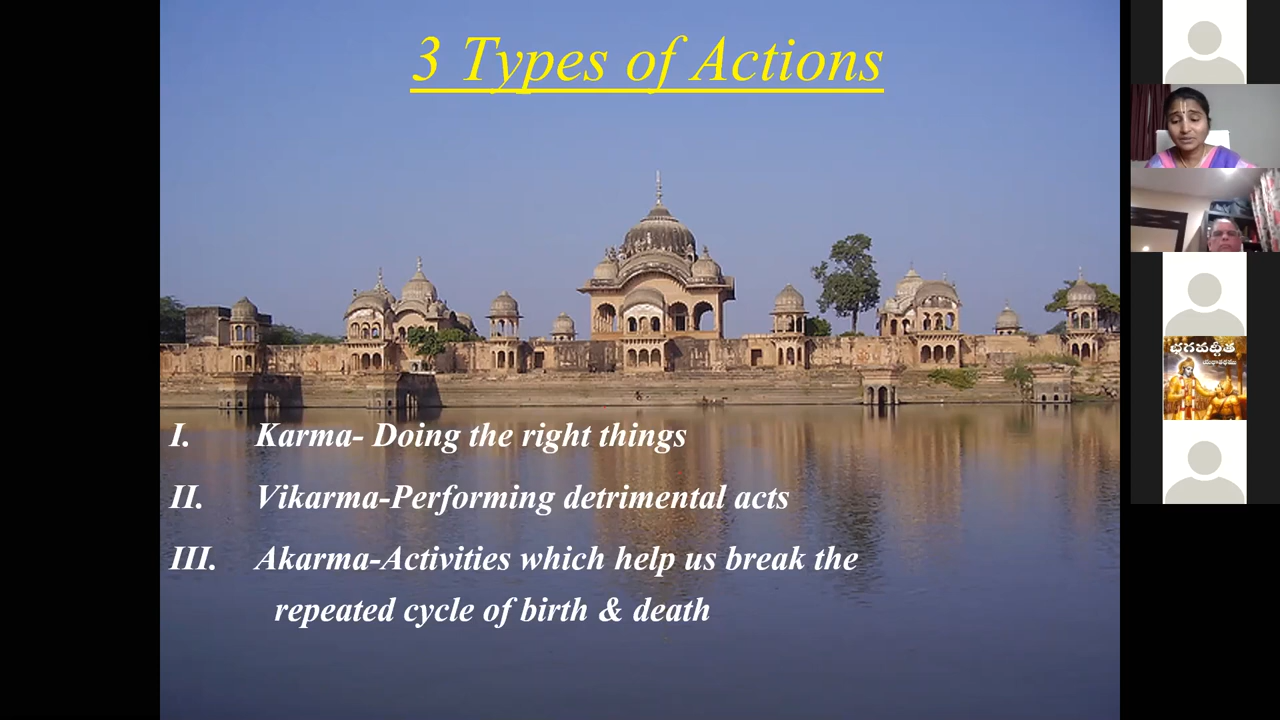 3 Types of Actions
I. Karma- Doing the right things
II. Vikarma-Performing detrimental acts
III. Akarma-Activities which help us break the
repeated cycle of birth & death
భగవద్గీత